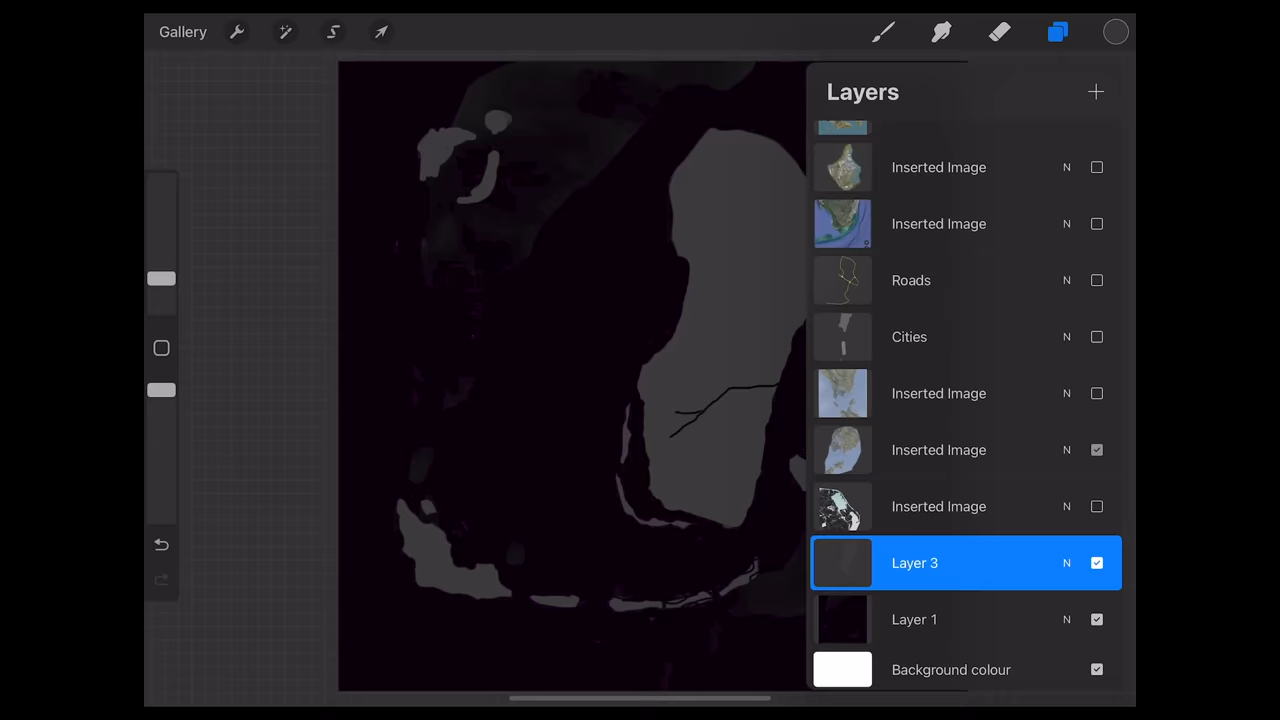 Gallery
Layers
Inserted Image N
Inserted Image N
Roads N
Cities N
Inserted Image N
Inserted Image N
Inserted Image N
Layer 3 N
Layer 1 N
Background colour